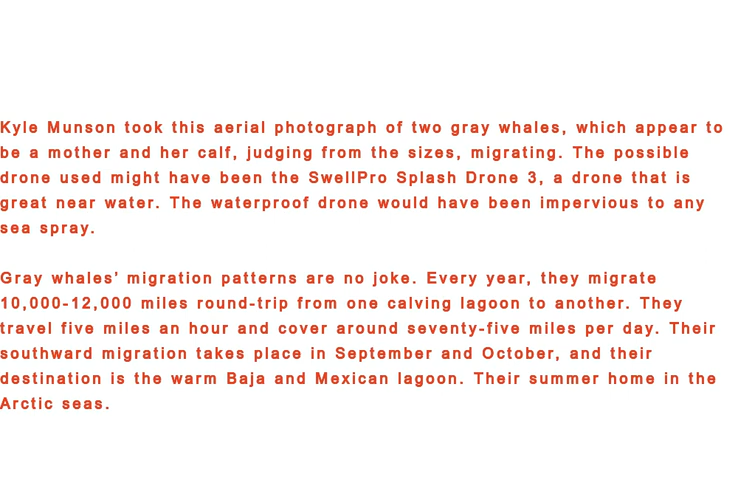 Kyle Munson took this aerial photograph of two gray whales, which appear to
be a mother and her calf, judging from the sizes, migrating. The possible
drone used might have been the SwellPro Splash Drone 3, a drone that is
great near water. The waterproof drone would have been impervious to any
sea spray.
Gray whales' migration patterns are no joke. Every year, they migrate
10,000-12,000 miles round-trip from one calving lagoon to another. They
travel five miles an hour and cover around seventy-five miles per day. Their
southward migration takes place in September and October, and their
destination is the warm Baja and Mexican lagoon. Their summer home in the
Arctic seas.